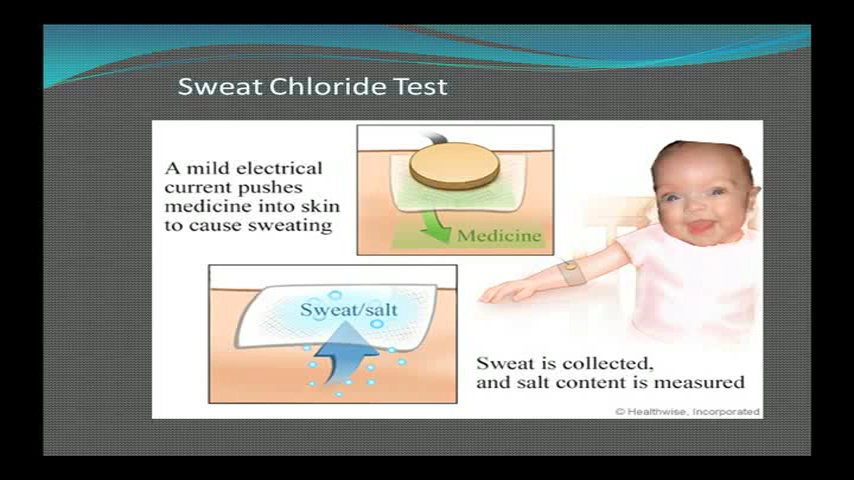 Sweat Chloride Test
A mild electrical
current pushes
medicine into skin
to cause sweating
Medicine
Sweat/salt
Sweat is collected,
and salt content is measured
© Healthwise, Incorporated